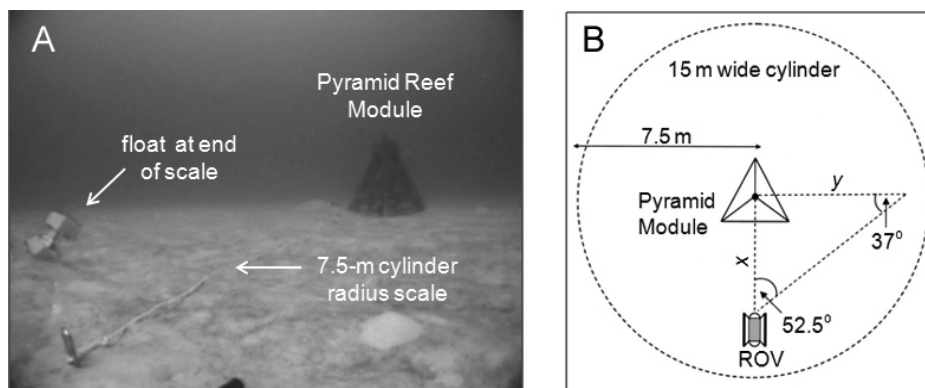 A
Pyramid Reef
Module
float at end
of scale
7.5-m cylinder
radius scale
B
15 m wide cylinder
7.5 m
y
Pyramid
Module
37°
x
52.5°
ROV